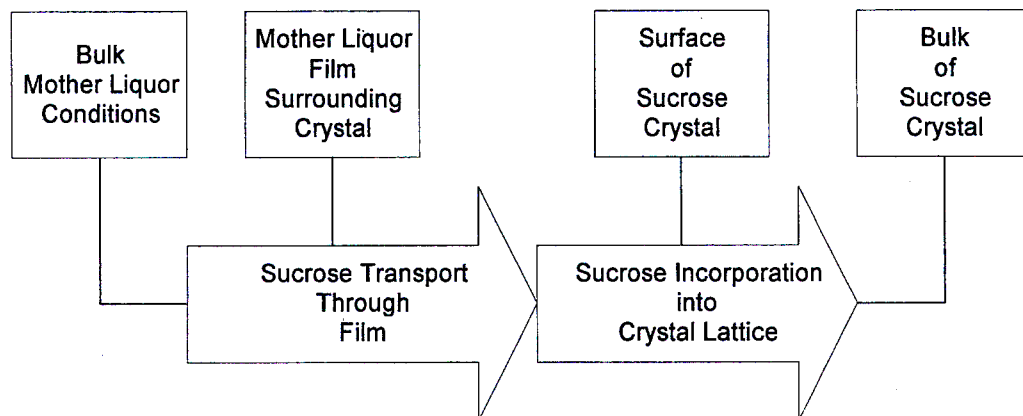 Bulk
Mother Liquor
Conditions
Mother Liquor
Film
Surrounding
Crystal
Surface
of
Sucrose
Crystal
Bulk
of
Sucrose
Crystal
Sucrose Transport
Through
Film
Sucrose Incorporation
into
Crystal Lattice